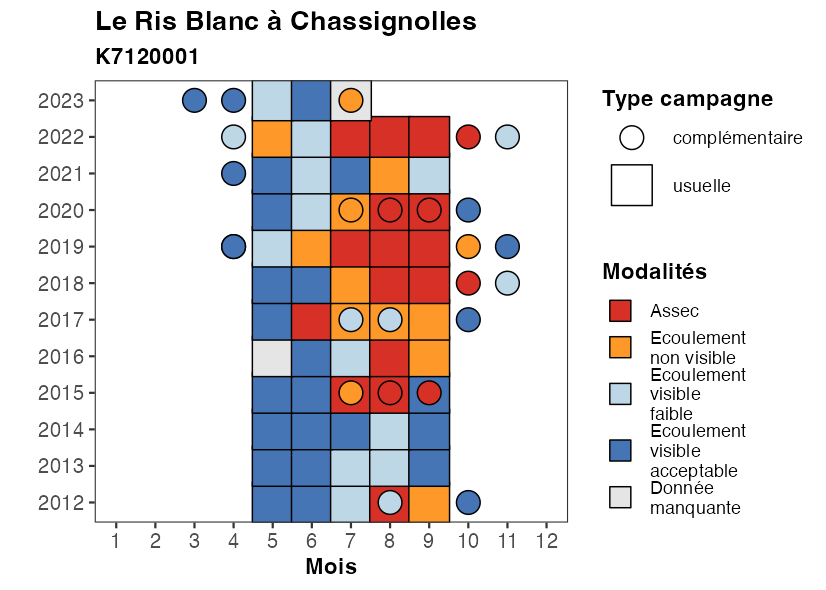 Le Ris Blanc à Chassignolles
K7120001
2023
2022
2021
2020
2019
2018
2017
2016
2015
2014
2013
2012
1 2 3 4 5 6 7 8 9 10 11 12
Mois
Type campagne
complémentaire
usuelle
Modalités
Assec
Ecoulement
non visible
Ecoulement
visible
faible
Ecoulement
visible
acceptable
Donnée
manquante